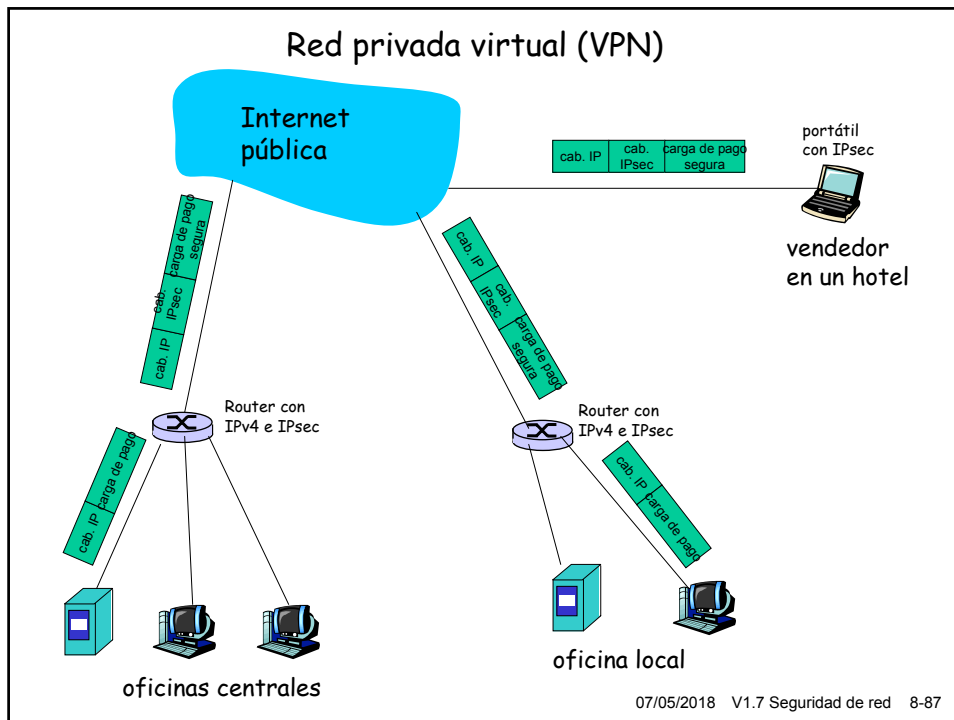 Red privada virtual (VPN)
Internet
pública
portátil
con IPsec
cab. IP
cab.
IPsec
carga de pago
segura
vendedor
en un hotel
carga de pago
segura
cab.
IPsec
cab. IP
cab. IP
cab.
IPsec
carga de pago
segura
Router con
IPv4 e IPsec
Router con
IPv4 e IPsec
carga de pago
cab. IP
cab. IP
carga de pago
oficina local
oficinas centrales
07/05/2018 V1.7 Seguridad de red 8-87